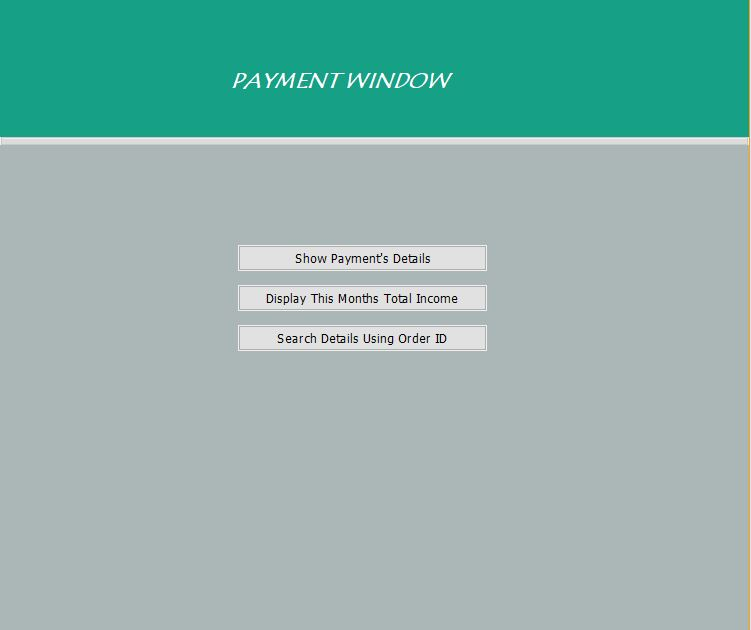 PAYMENT WINDOW
Show Payment's Details
Display This Months Total Income
Search Details Using Order ID